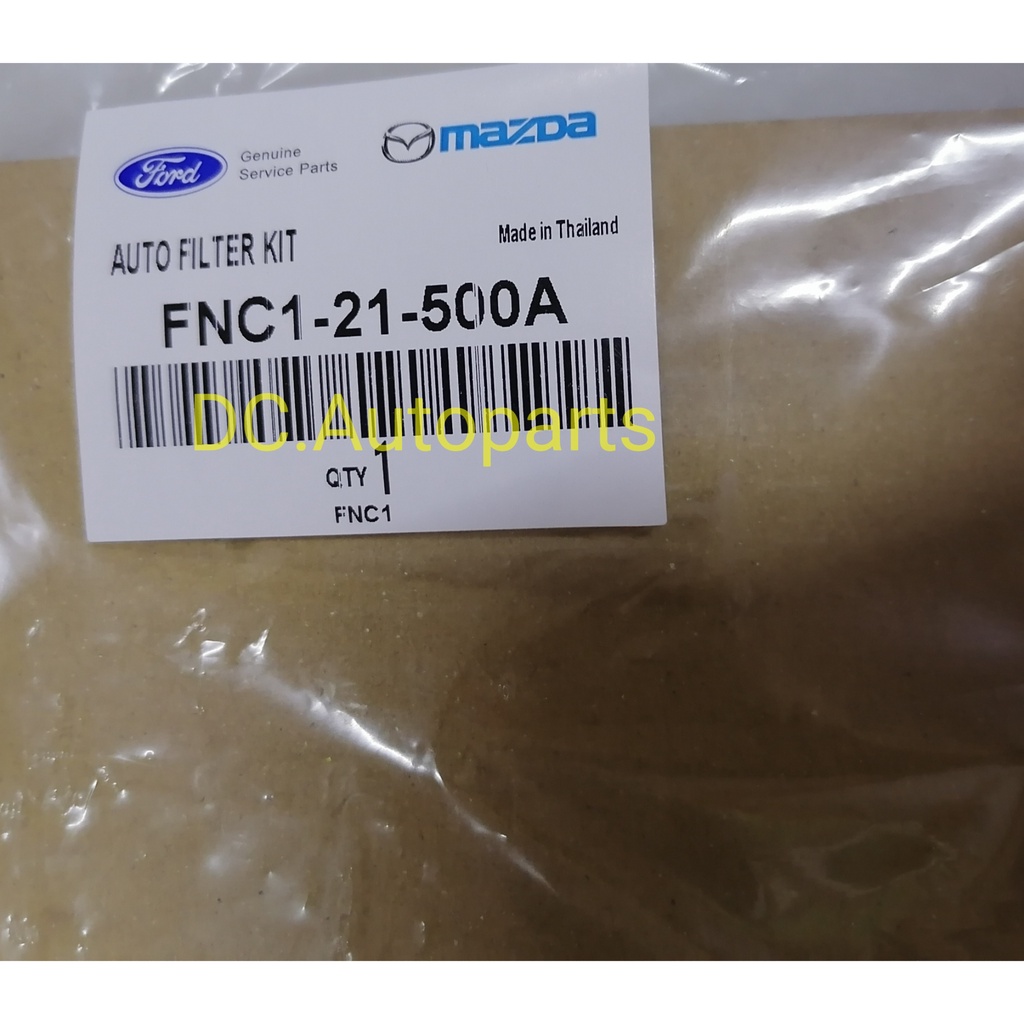 Ford
Genuine
Service Parts
mazda
AUTO FILTER KIT
Made in Thailand
FNC1-21-500A
DC.Autoparts
QTY 1
FNC1